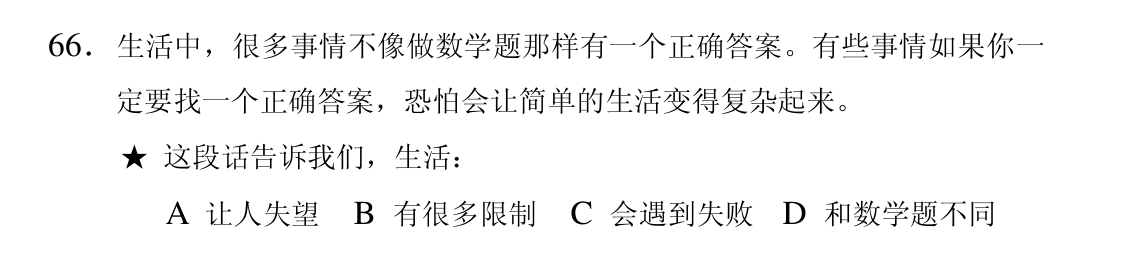 66． 生活中，很多事情不像做数学题那样有一个正确答案。有些事情如果你一
定要找一个正确答案，恐怕会让简单的生活变得复杂起来。
★ 这段话告诉我们，生活：
A 让人失望 B 有很多限制 C 会遇到失败 D 和数学题不同